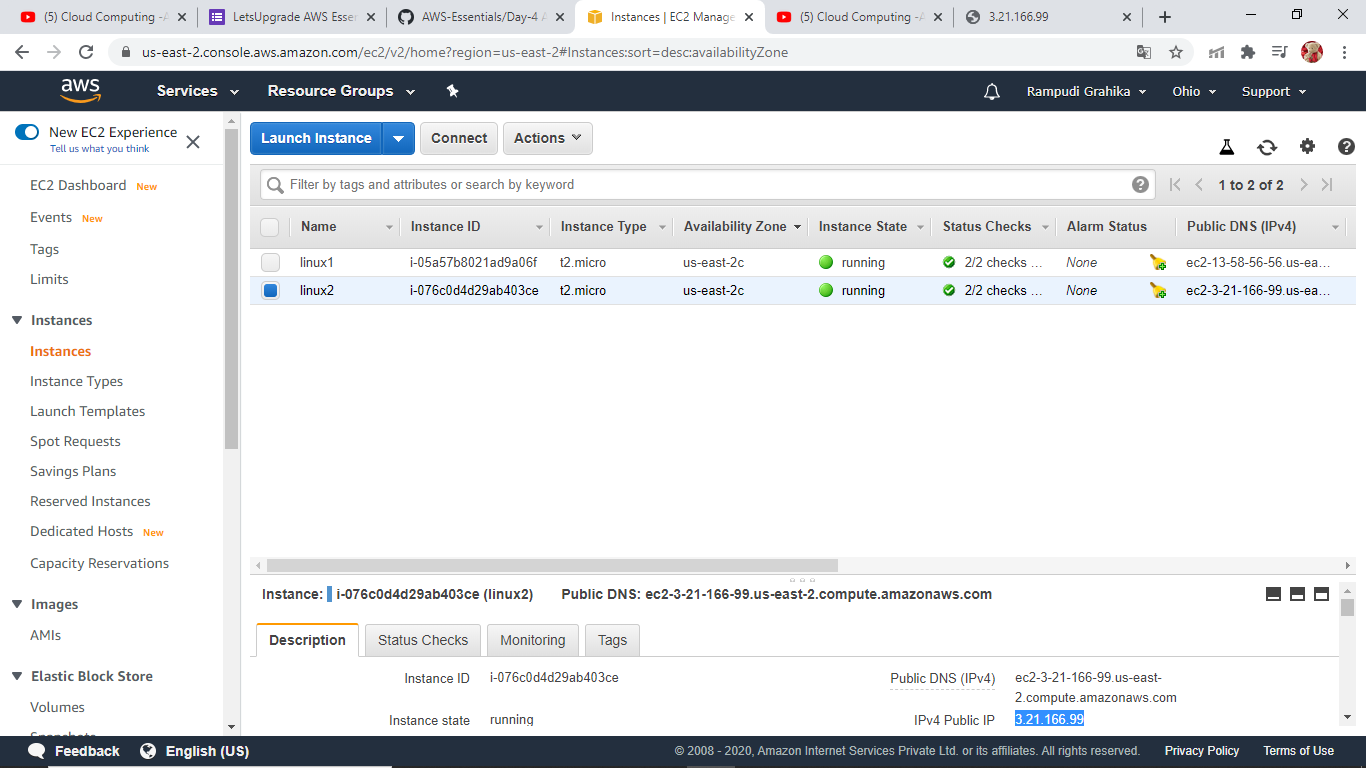 (5) Cloud Computing -
LetsUpgrade AWS Esse
AWS-Essentials/Day-4
Instances | EC2 Manage
(5) Cloud Computing -
3.21.166.99
us-east-2.console.aws.amazon.com/ec2/v2/home?region=us-east-2#Instances:sort=desc:availabilityZone
aws Services Resource Groups Rampudi Grahika Ohio Support
New EC2 Experience
Tell us what you think
EC2 Dashboard New
Events New
Tags
Limits
Instances
Instances
Instance Types
Launch Templates
Spot Requests
Savings Plans
Reserved Instances
Dedicated Hosts New
Capacity Reservations
Images
AMIs
Elastic Block Store
Volumes
Snapshots
Launch Instance Connect Actions
Filter by tags and attributes or search by keyword
1 to 2 of 2
Name Instance ID Instance Type Availability Zone Instance State Status Checks Alarm Status Public DNS (IPv4)
linux1 i-05a57b8021ad9a06f t2.micro us-east-2c running 2/2 checks ... None ec2-13-58-56-56.us-ea...
linux2 i-076c0d4d29ab403ce t2.micro us-east-2c running 2/2 checks ... None ec2-3-21-166-99.us-ea...
Instance: i-076c0d4d29ab403ce (linux2) Public DNS: ec2-3-21-166-99.us-east-2.compute.amazonaws.com
Description Status Checks Monitoring Tags
Instance ID i-076c0d4d29ab403ce
Public DNS (IPv4) ec2-3-21-166-99.us-east-
2.compute.amazonaws.com
Instance state running
IPv4 Public IP 3.21.166.99
Feedback English (US) © 2008 - 2020, Amazon Internet Services Private Ltd. or its affiliates. All rights reserved. Privacy Policy Terms of Use